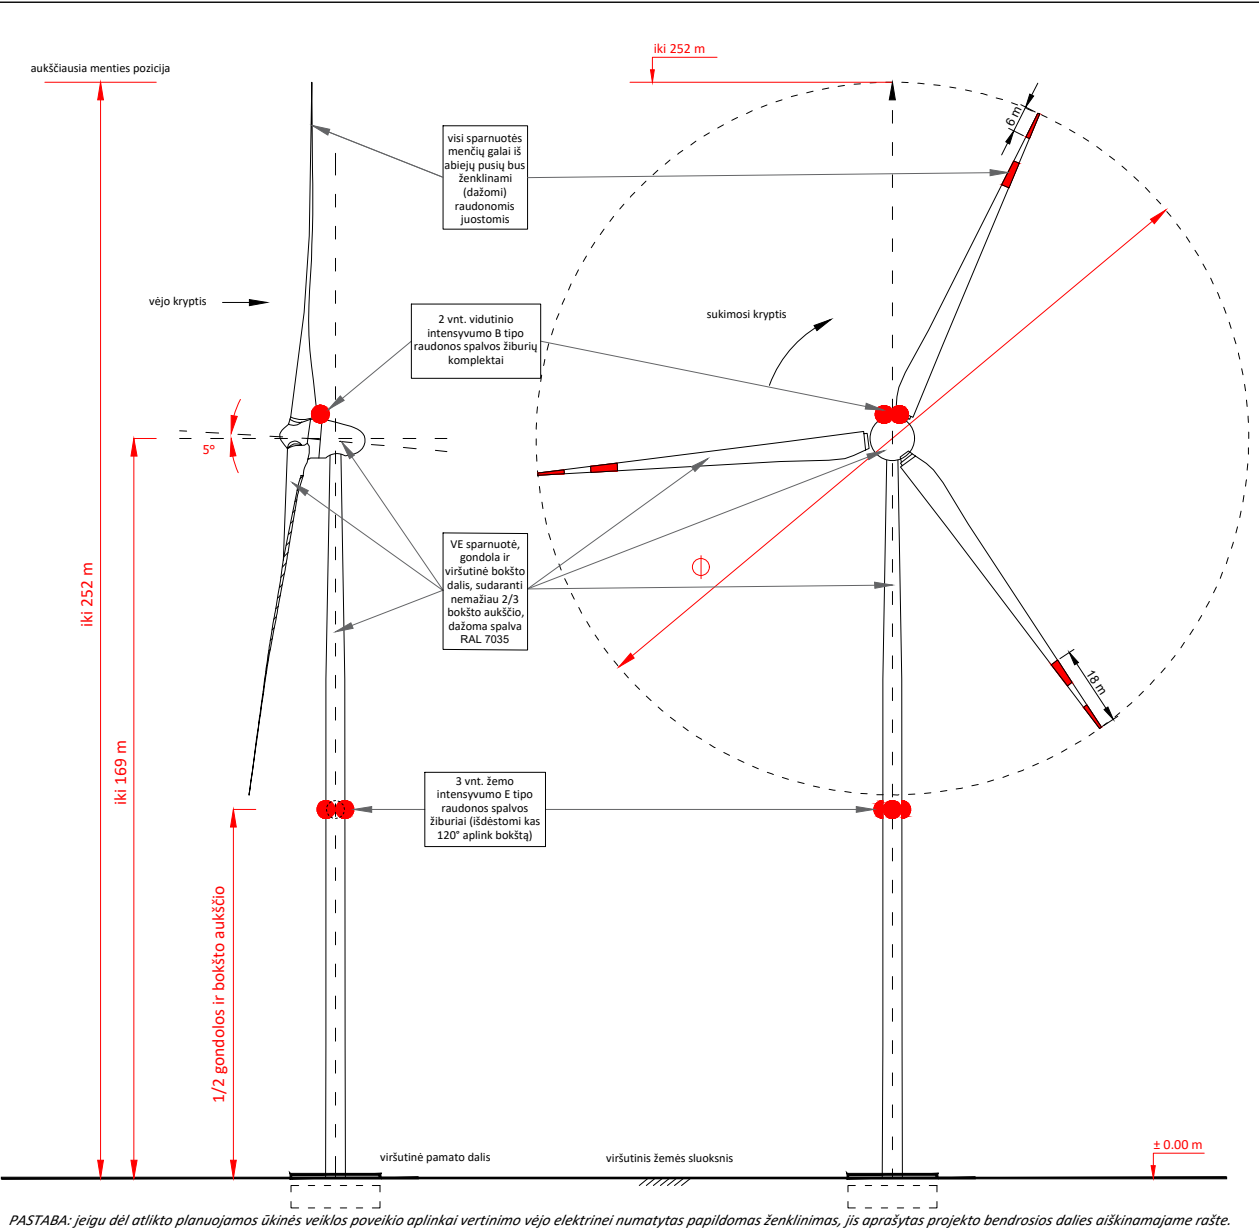 iki 252 m
aukščiausia menties pozicija
6 m
visi sparnuotės
menčių galai iš
abiejų pusių bus
ženklinami
(dažomi)
raudonomis
juostomis
vėjo kryptis
2 vnt. vidutinio
intensyvumo B tipo
raudonos spalvos žiburių
komplektai
sukimosi kryptis
5°
VE sparnuotė,
gondola ir
viršutinė bokšto
dalis, sudaranti
nemažiau 2/3
bokšto aukščio,
dažoma spalva
RAL 7035
iki 252 m
18 m
iki 169 m
3 vnt. žemo
intensyvumo E tipo
raudonos spalvos
žiburiai (išdėstomi kas
120° aplink bokštą)
1/2 gondolos ir bokšto aukščio
± 0.00 m
viršutinė pamato dalis
viršutinis žemės sluoksnis
PASTABA: jeigu dėl atlikto planuojamos ūkinės veiklos poveikio aplinkai vertinimo vėjo elektrinei numatytas papildomas ženklinimas, jis aprašytas projekto bendrosios dalies aiškinamajame rašte.